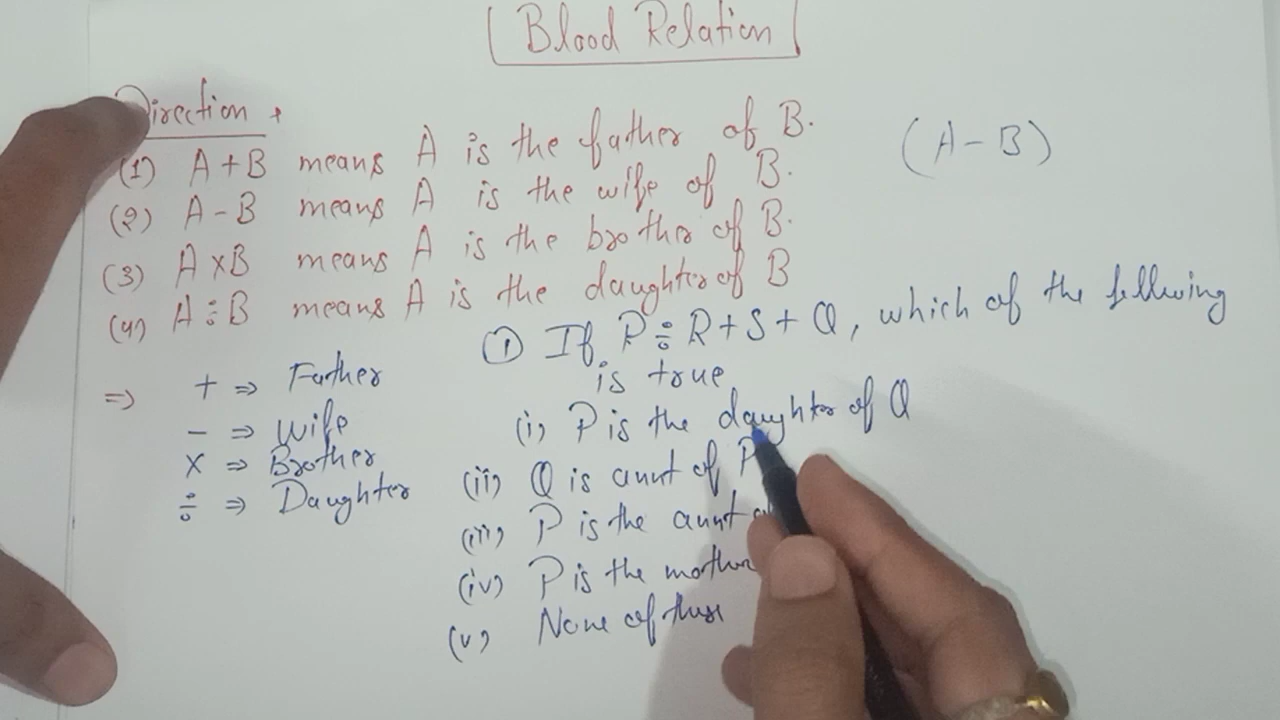 Blood Relation
Direction :
(1) A + B means A is the father of B.
(2) A - B means A is the wife of B.
(3) A × B means A is the brother of B.
(4) A ÷ B means A is the daughter of B
(A - B)
① If P ÷ R + S + Q, which of the following
is true
(i) P is the daughter of Q
(ii) Q is aunt of P
(iii) P is the aunt
(iv) P is the mother
(v) None of these
⇒ + ⇒ Father
- ⇒ Wife
× ⇒ Brother
÷ ⇒ Daughter